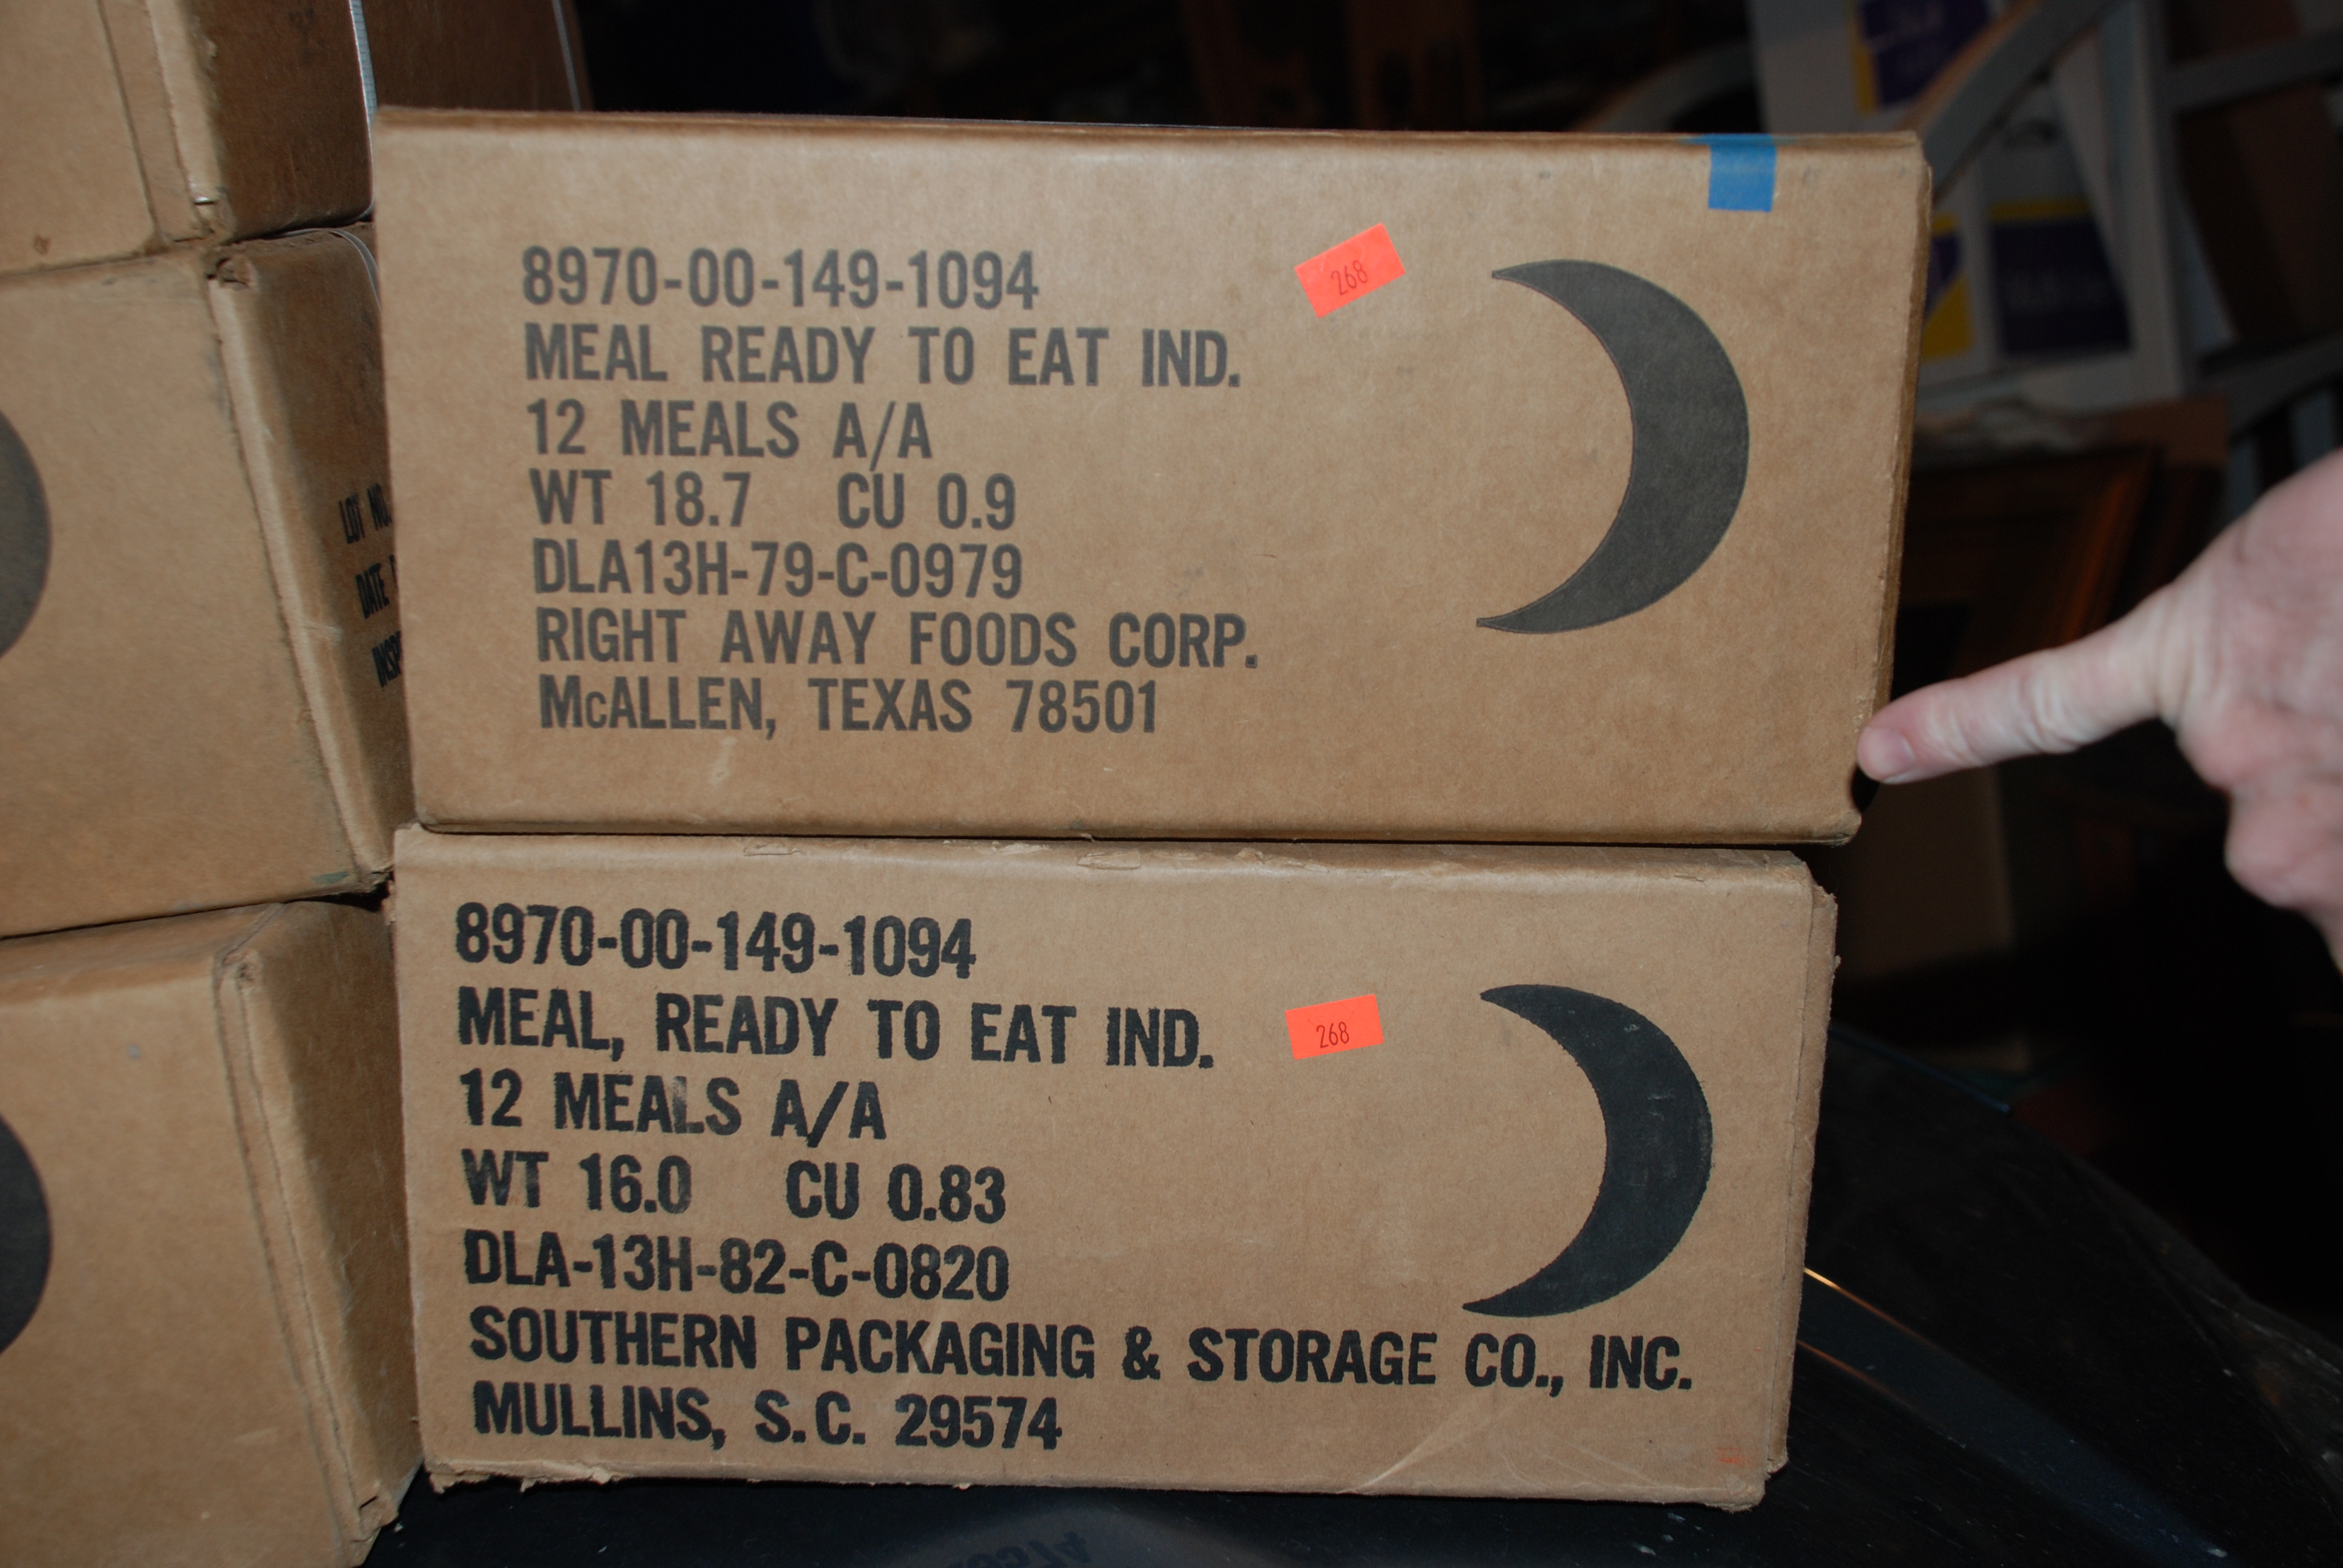 8970-00-149-1094
MEAL READY TO EAT IND.
12 MEALS A/A
WT 18.7 CU 0.9
DLA13H-79-C-0979
RIGHT AWAY FOODS CORP.
McALLEN, TEXAS 78501
268
8970-00-149-1094
MEAL, READY TO EAT IND.
12 MEALS A/A
WT 16.0 CU 0.83
DLA-13H-82-C-0820
SOUTHERN PACKAGING & STORAGE CO., INC.
MULLINS, S.C. 29574
268
LOT NO.
DATE